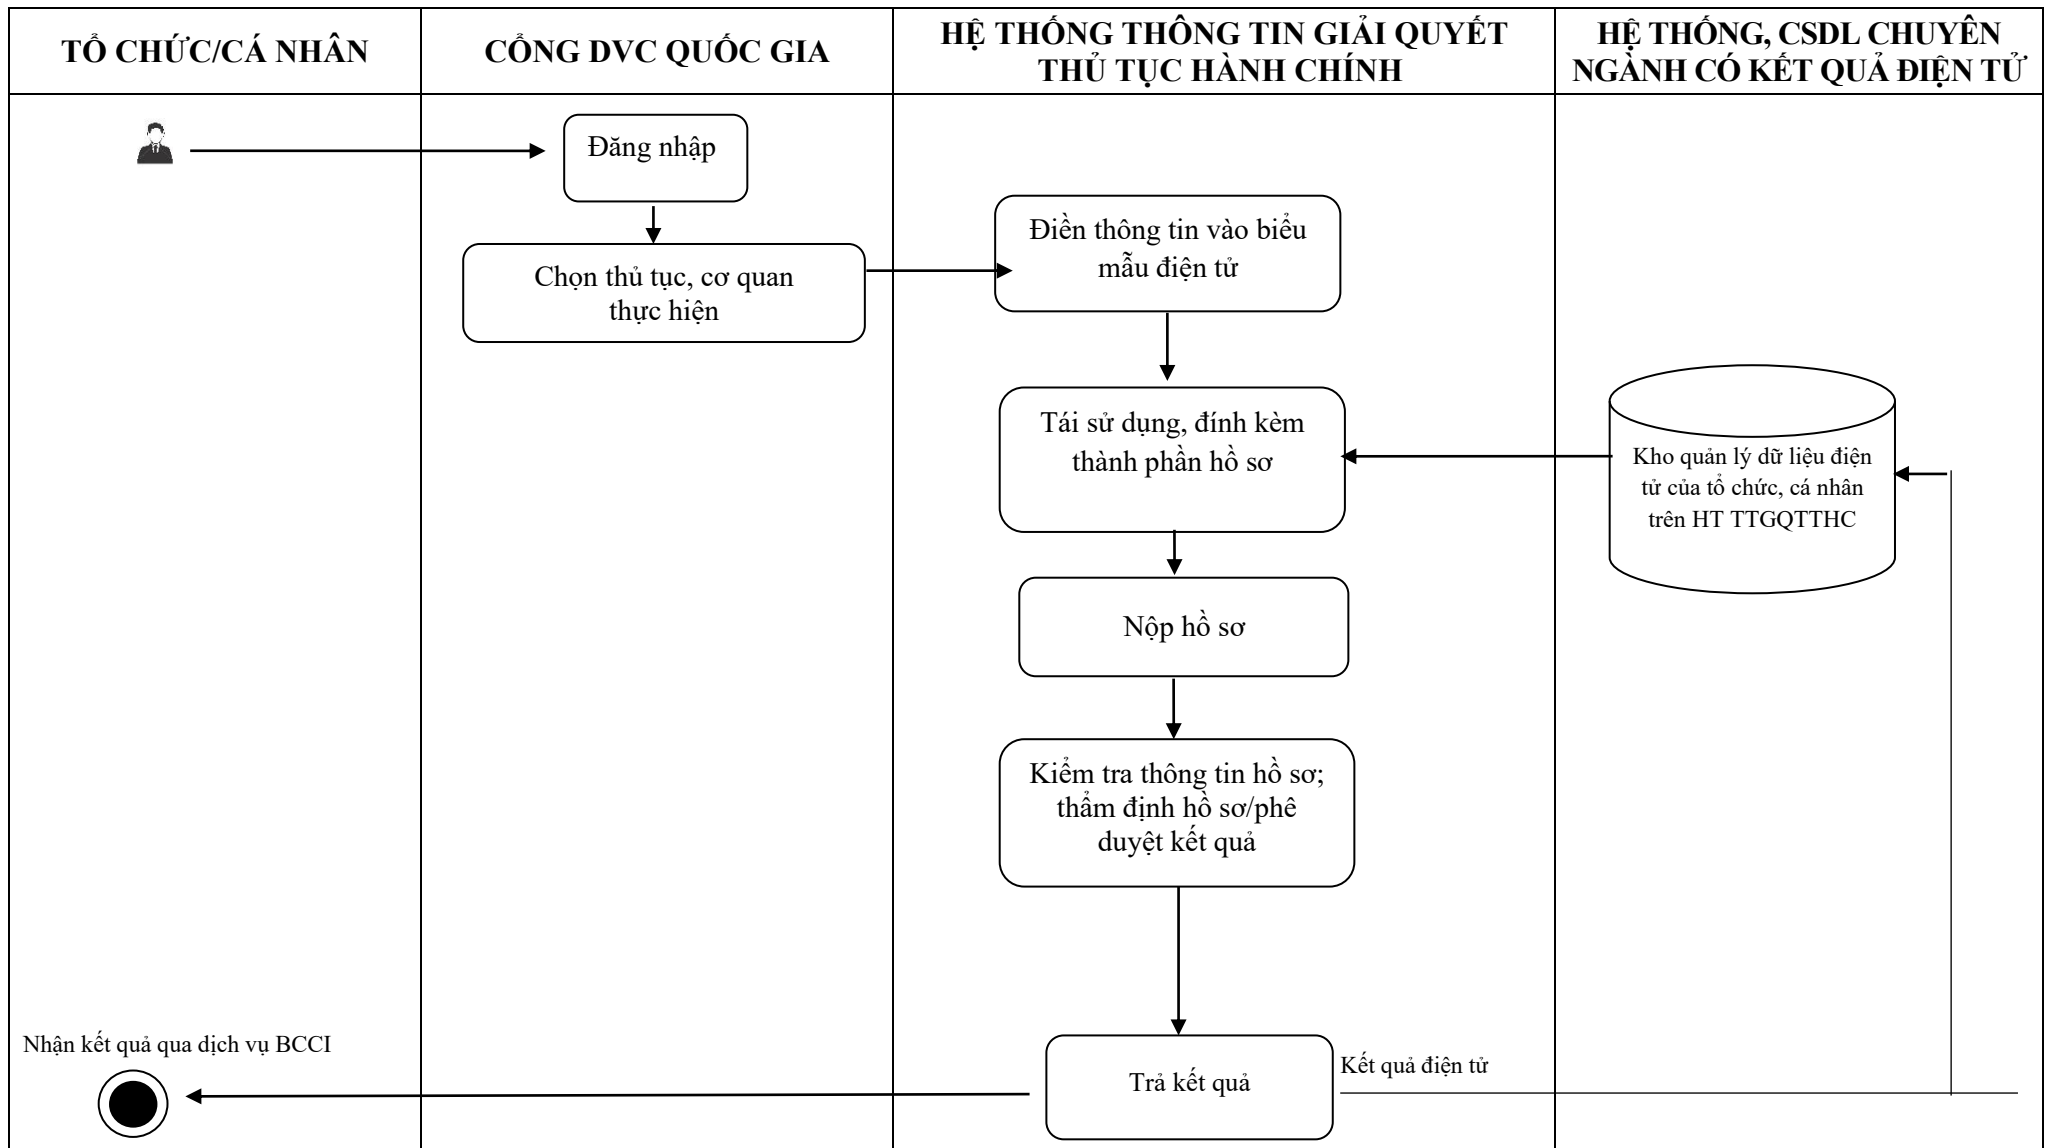 TỔ CHỨC/CÁ NHÂN
CỔNG DVC QUỐC GIA
HỆ THỐNG THÔNG TIN GIẢI QUYẾT
THỦ TỤC HÀNH CHÍNH
HỆ THỐNG, CSDL CHUYÊN
NGÀNH CÓ KẾT QUẢ ĐIỆN TỬ
Đăng nhập
Chọn thủ tục, cơ quan
thực hiện
Điền thông tin vào biểu
mẫu điện tử
Tái sử dụng, đính kèm
thành phần hồ sơ
Kho quản lý dữ liệu điện
tử của tổ chức, cá nhân
trên HT TTGQTTHC
Nộp hồ sơ
Kiểm tra thông tin hồ sơ;
thẩm định hồ sơ/phê
duyệt kết quả
Nhận kết quả qua dịch vụ BCCI
Trả kết quả
Kết quả điện tử